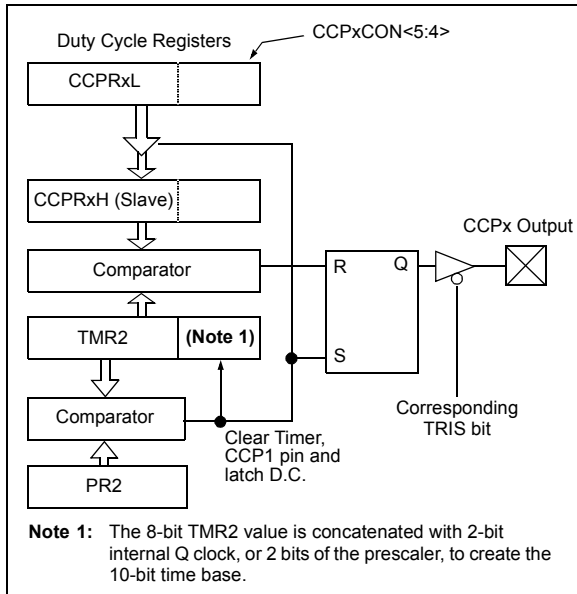 Duty Cycle Registers
CCPxCON<5:4>
CCPRxL
CCPRxH (Slave)
CCPx Output
Comparator
R
Q
TMR2
(Note 1)
S
Comparator
Corresponding
TRIS bit
Clear Timer,
CCP1 pin and
latch D.C.
PR2
Note 1: The 8-bit TMR2 value is concatenated with 2-bit
internal Q clock, or 2 bits of the prescaler, to create the
10-bit time base.